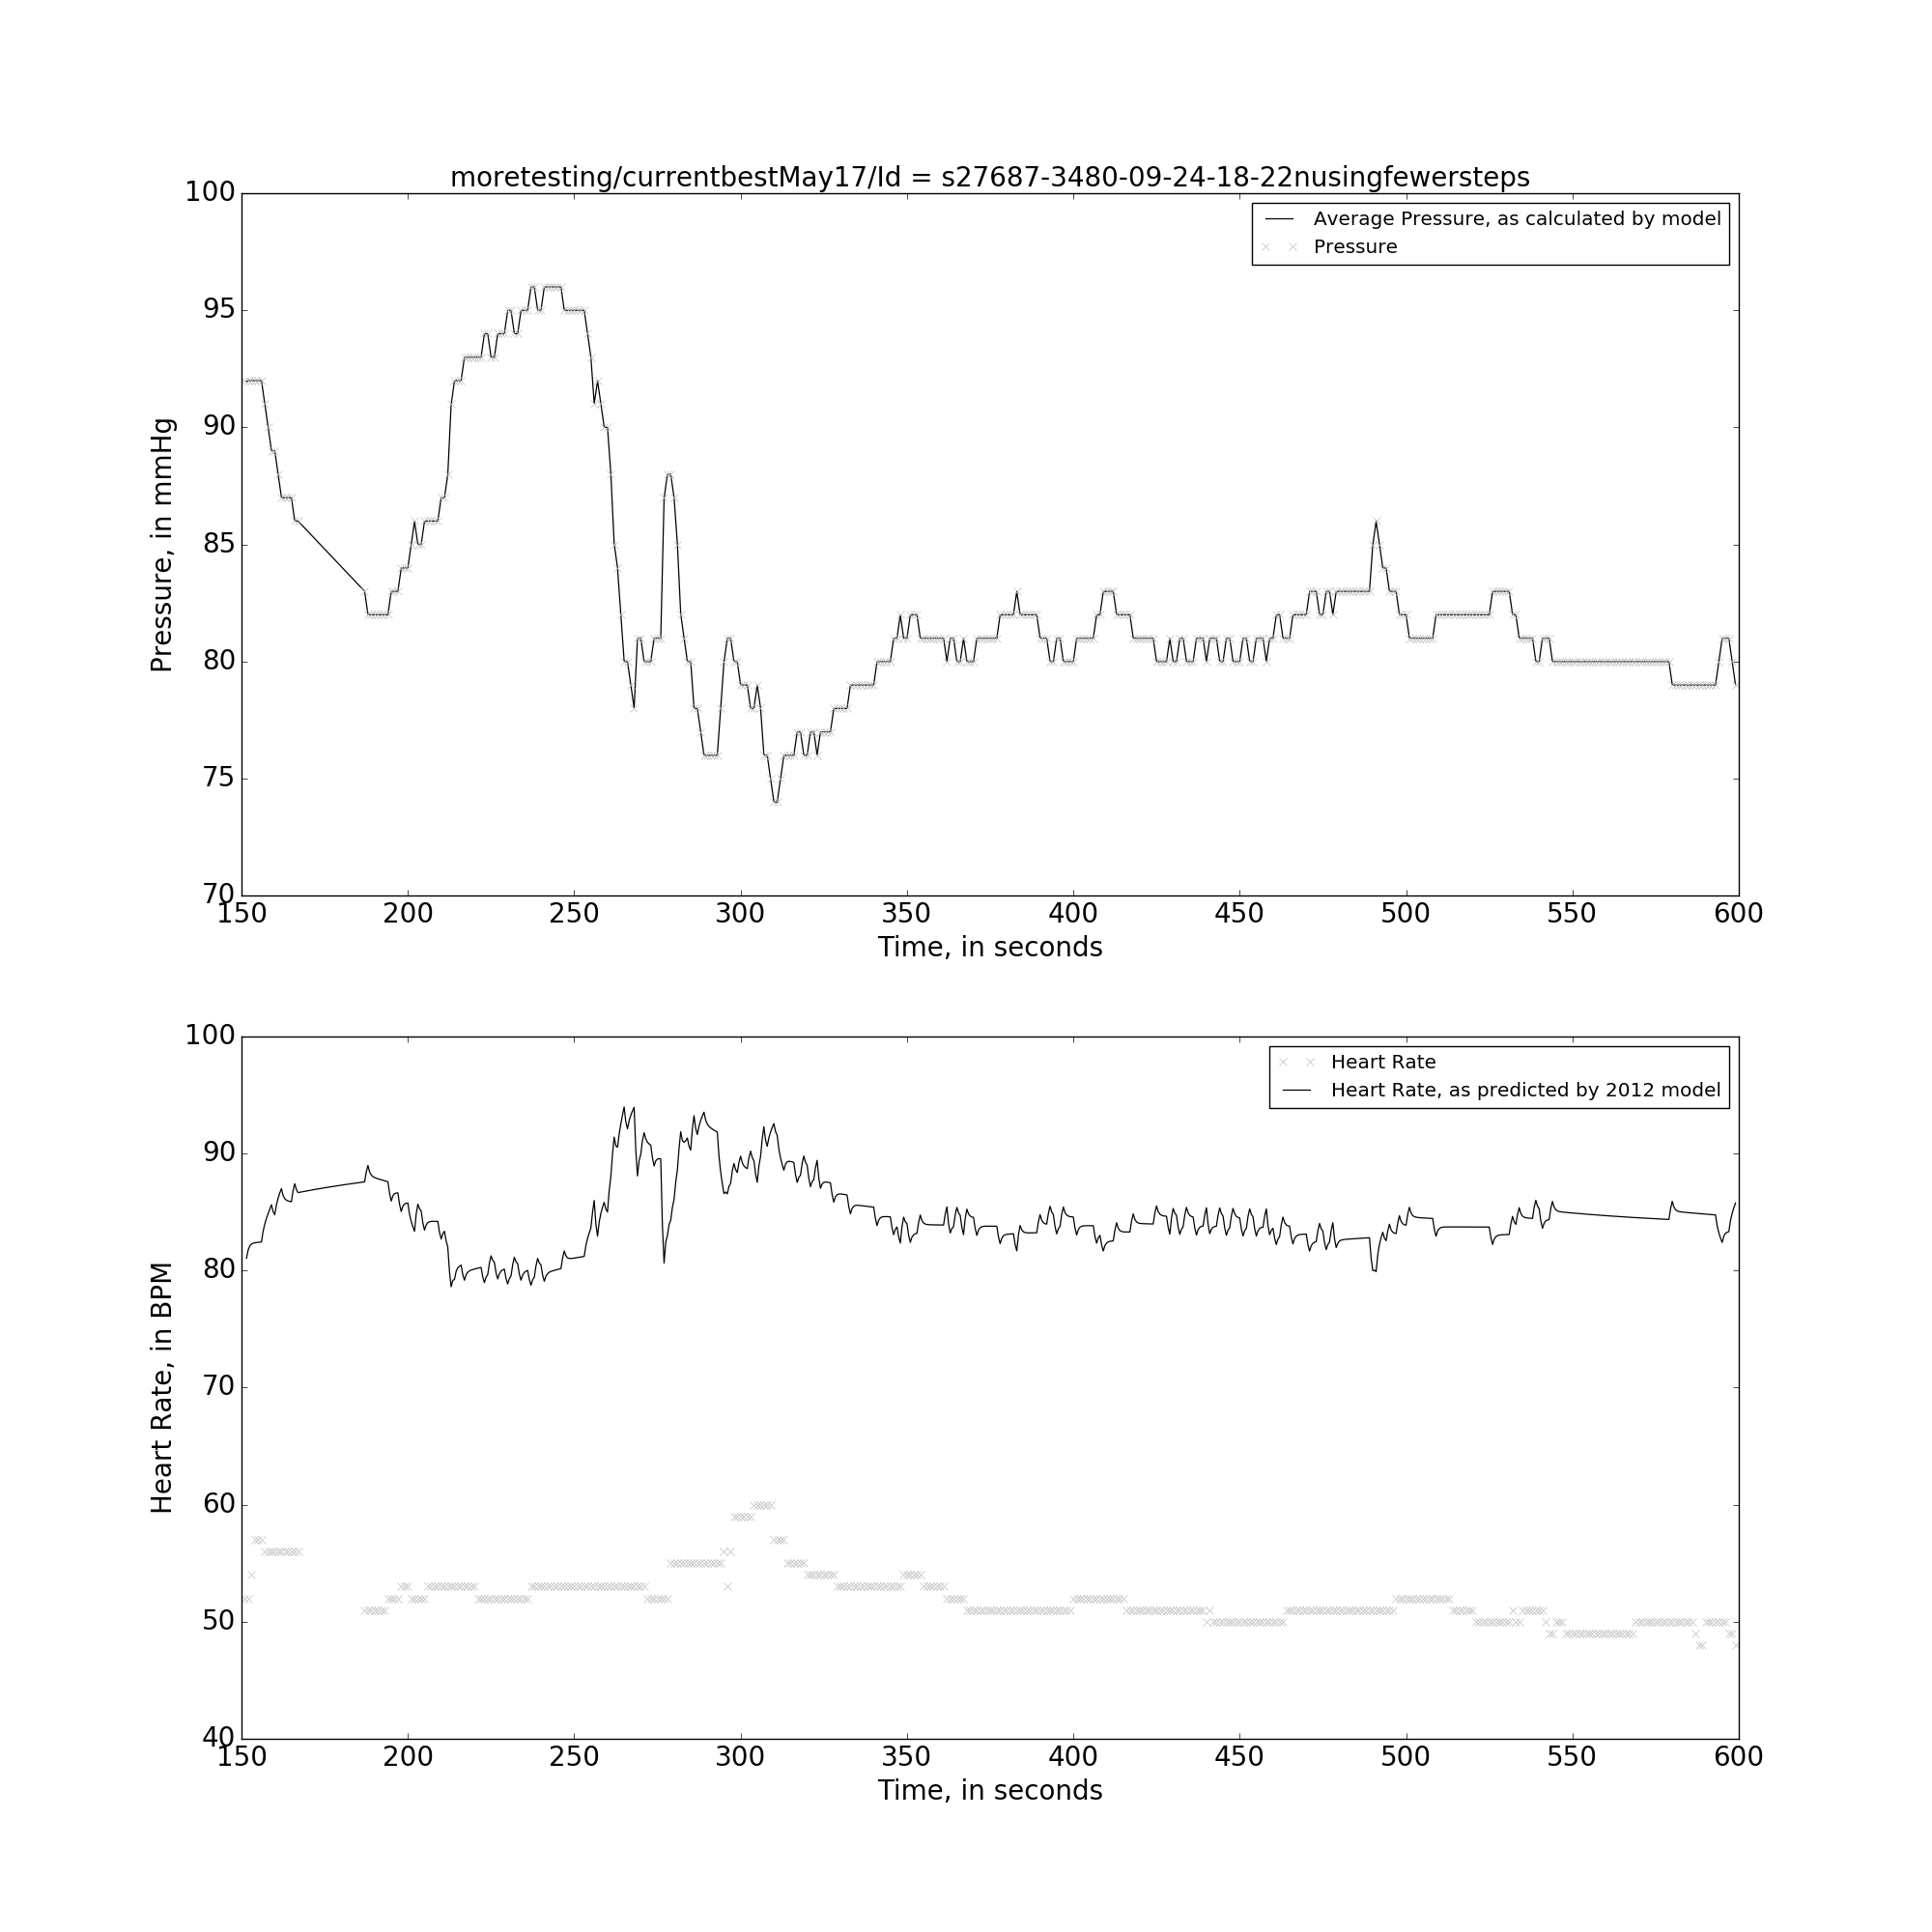 moretesting/currentbestMay17/Id = s27687-3480-09-24-18-22nusingfewersteps
100
95
90
85
80
75
70
Pressure, in mmHg
Average Pressure, as calculated by model
Pressure
150 200 250 300 350 400 450 500 550 600
Time, in seconds
100
90
80
70
60
50
40
Heart Rate, in BPM
Heart Rate
Heart Rate, as predicted by 2012 model
150 200 250 300 350 400 450 500 550 600
Time, in seconds